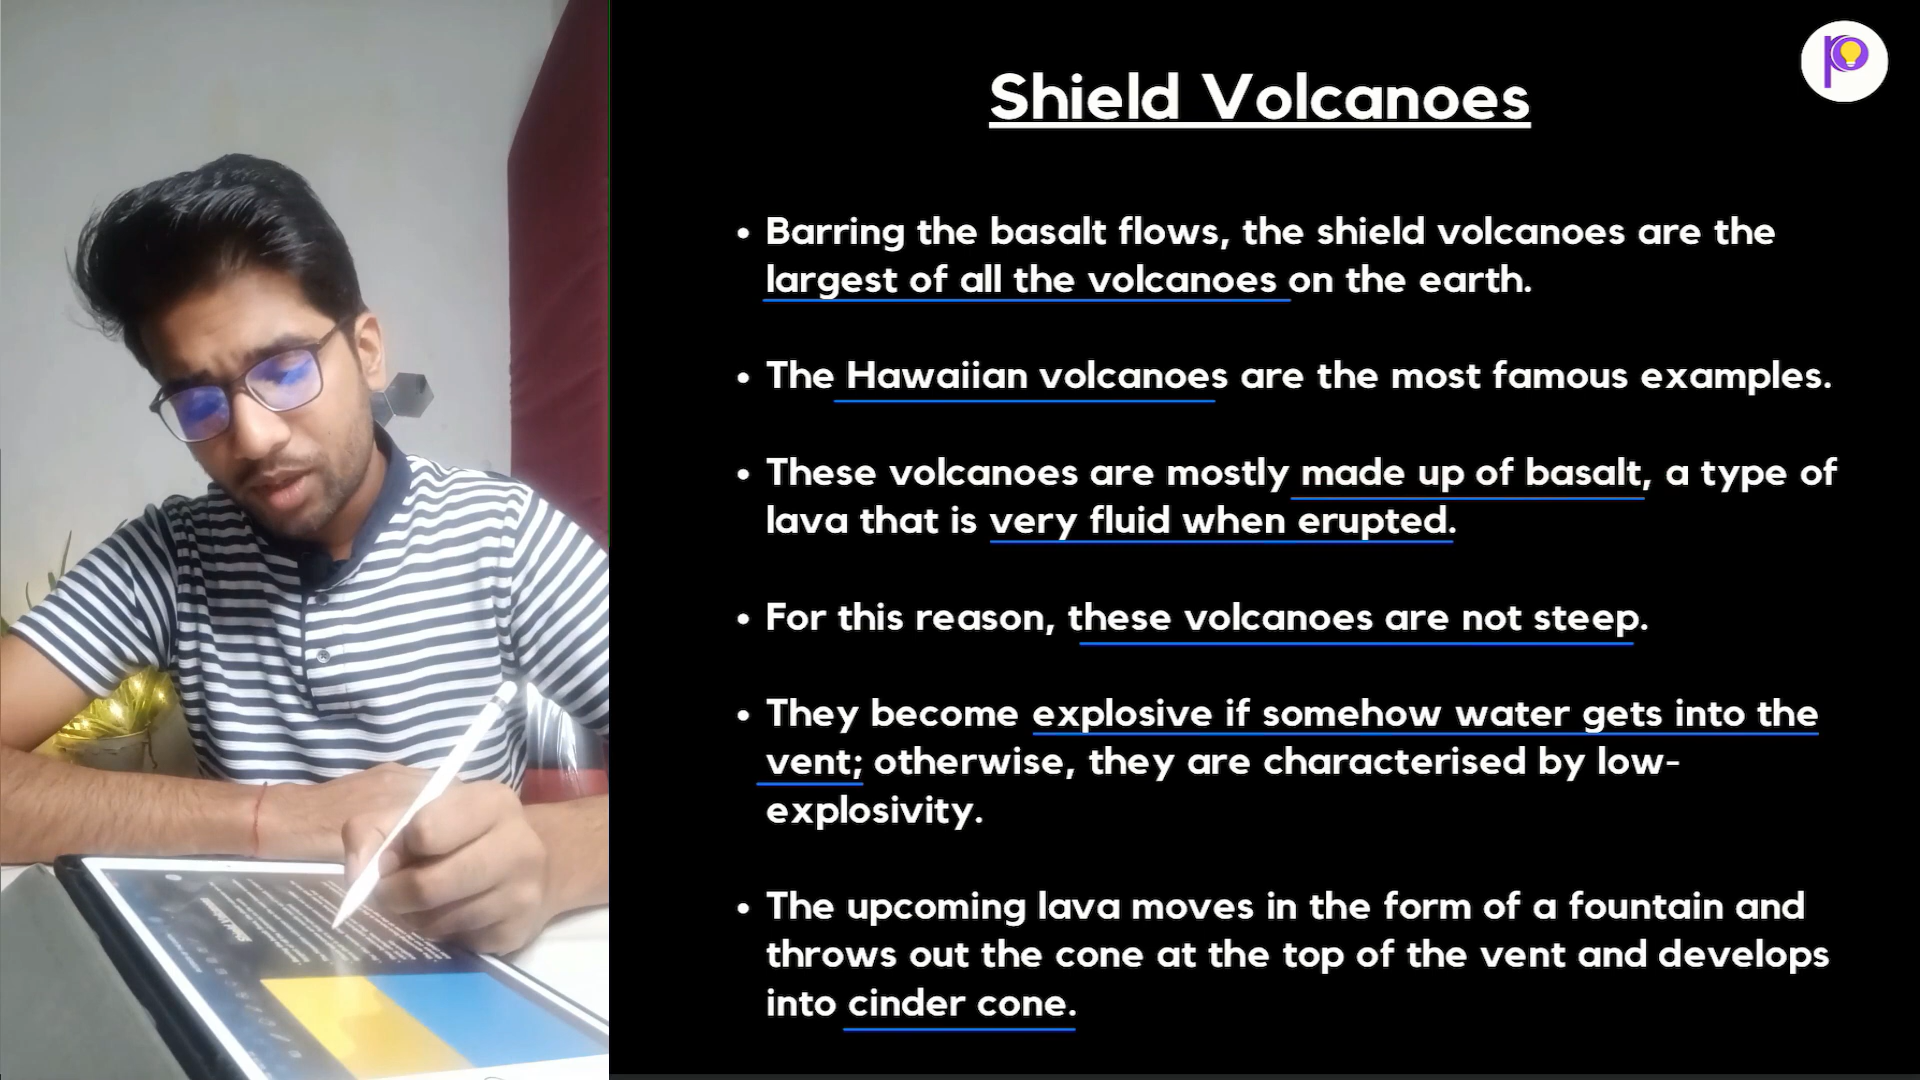 Shield Volcanoes
• Barring the basalt flows, the shield volcanoes are the
largest of all the volcanoes on the earth.
• The Hawaiian volcanoes are the most famous examples.
• These volcanoes are mostly made up of basalt, a type of
lava that is very fluid when erupted.
• For this reason, these volcanoes are not steep.
• They become explosive if somehow water gets into the
vent; otherwise, they are characterised by low-
explosivity.
• The upcoming lava moves in the form of a fountain and
throws out the cone at the top of the vent and develops
into cinder cone.